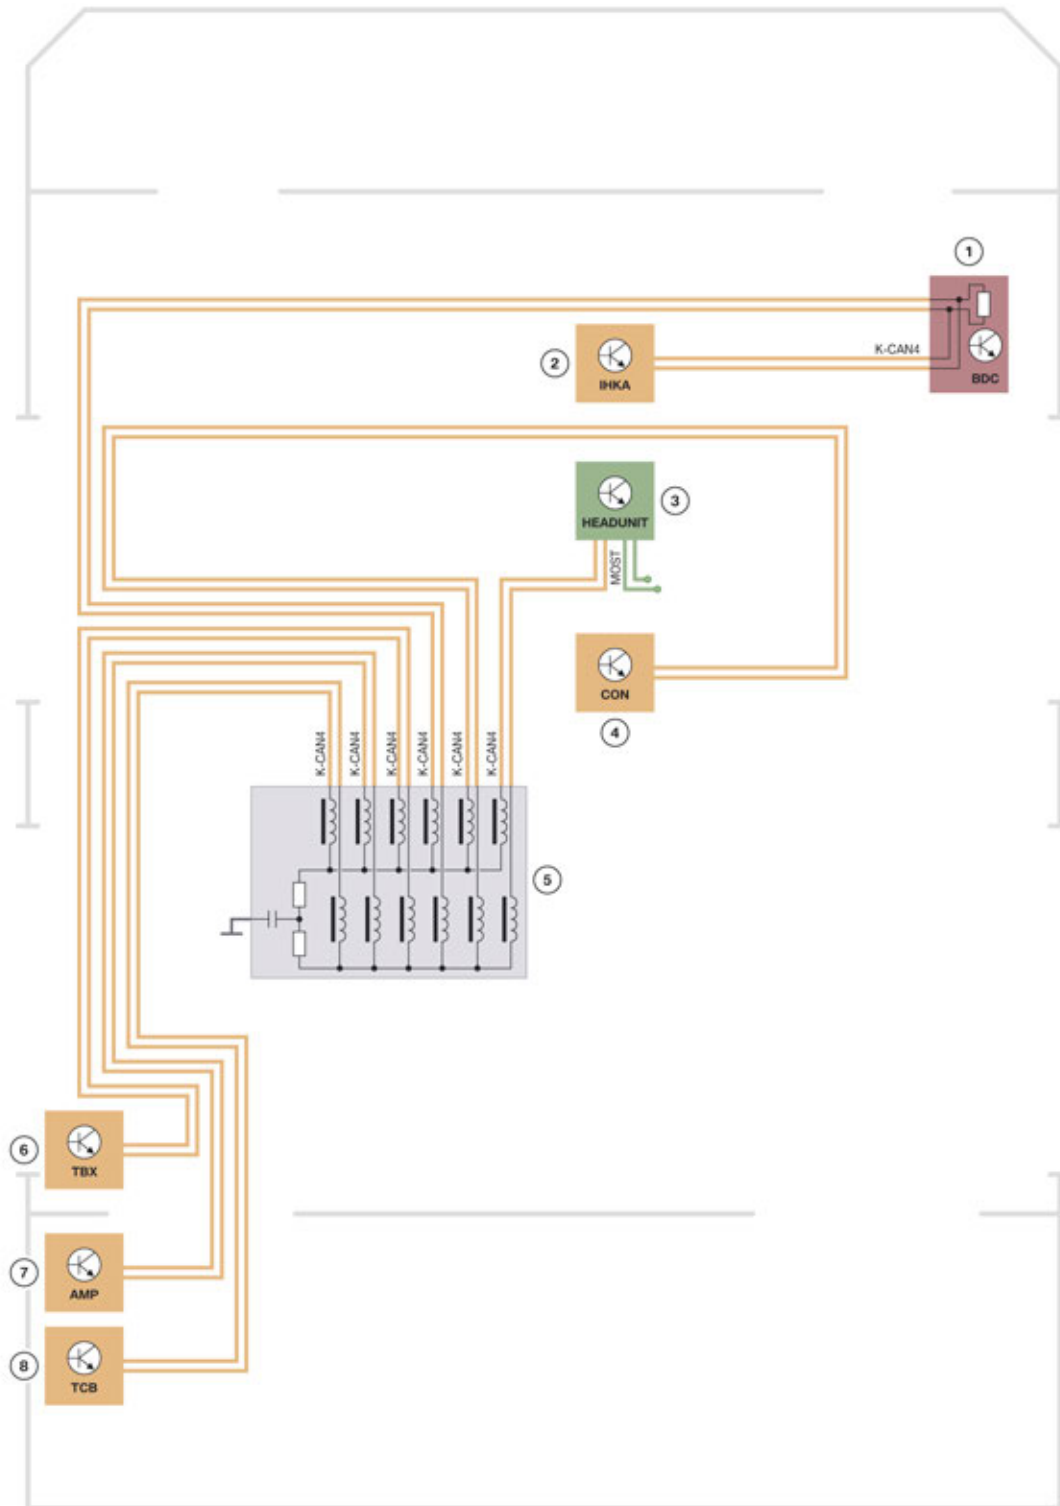 1
K-CAN4
BDC
2
IHKA
HEADUNIT
3
MOST
CON
4
K-CAN4
K-CAN4
K-CAN4
K-CAN4
K-CAN4
K-CAN4
5
6
TBX
7
AMP
8
TCB